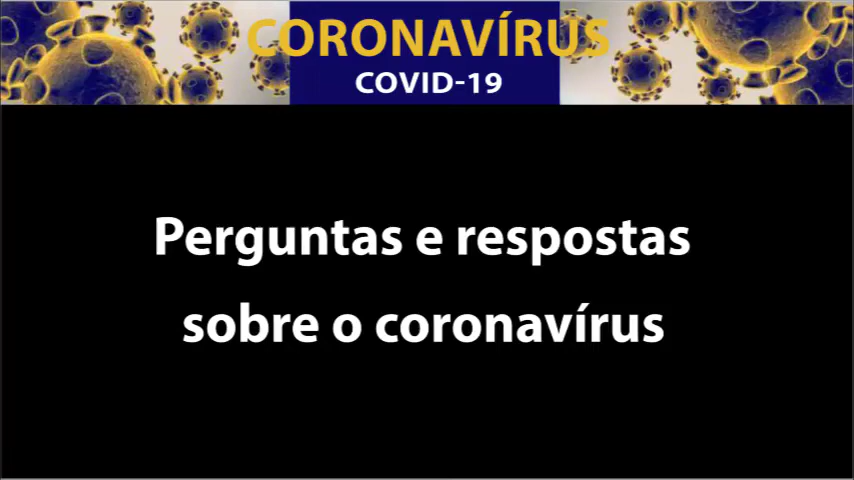 CORONAVÍRUS
COVID-19
Perguntas e respostas
sobre o coronavírus